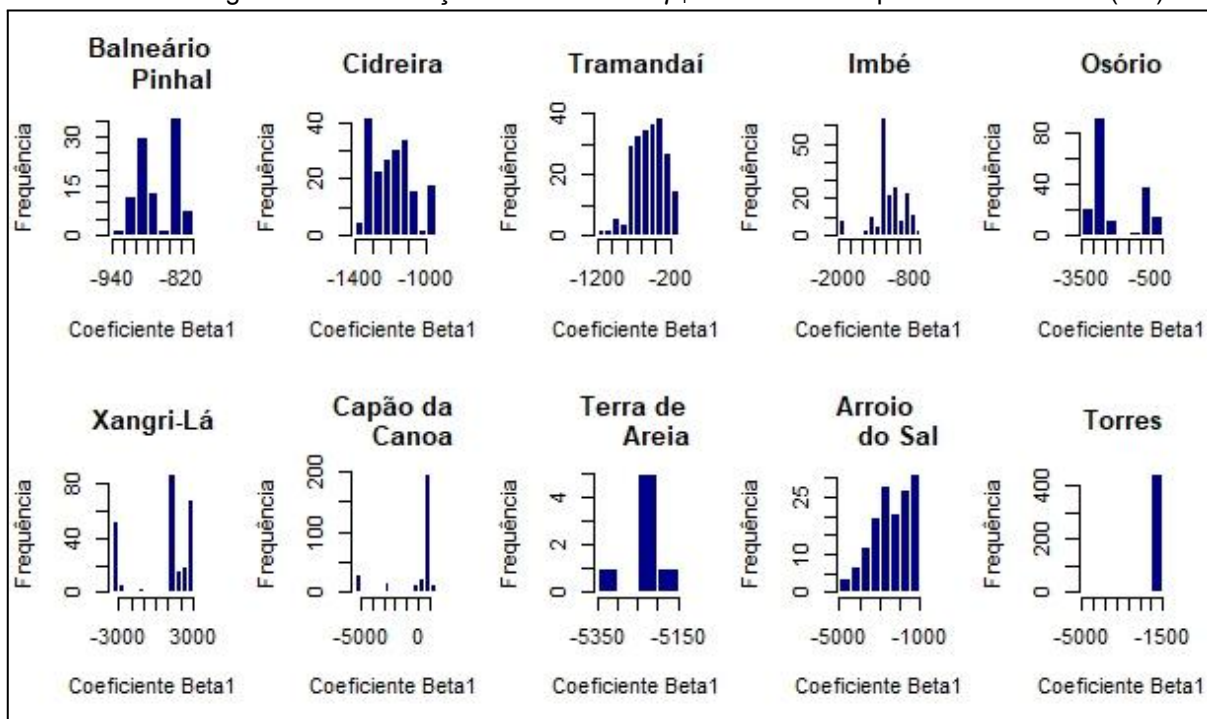 Balneário
Pinhal
Frequência
0
15
30
-940
-820
Coeficiente Beta1
Cidreira
Frequência
0
20
40
-1400
-1000
Coeficiente Beta1
Tramandaí
Frequência
0
20
40
-1200
-200
Coeficiente Beta1
Imbé
Frequência
0
20
50
-2000
-800
Coeficiente Beta1
Osório
Frequência
0
40
80
-3500
-500
Coeficiente Beta1
Xangri-Lá
Frequência
0
40
80
-3000
3000
Coeficiente Beta1
Capão da
Canoa
Frequência
0
100
200
-5000
0
Coeficiente Beta1
Terra de
Areia
Frequência
0
2
4
-5350
-5150
Coeficiente Beta1
Arroio
do Sal
Frequência
0
10
25
-5000
-1000
Coeficiente Beta1
Torres
Frequência
0
200
400
-5000
-1500
Coeficiente Beta1